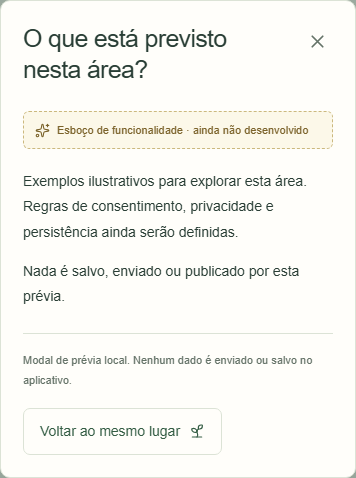 O que está previsto
nesta área?
Esboço de funcionalidade · ainda não desenvolvido
Exemplos ilustrativos para explorar esta área.
Regras de consentimento, privacidade e
persistência ainda serão definidas.
Nada é salvo, enviado ou publicado por esta
prévia.
Modal de prévia local. Nenhum dado é enviado ou salvo no
aplicativo.
Voltar ao mesmo lugar